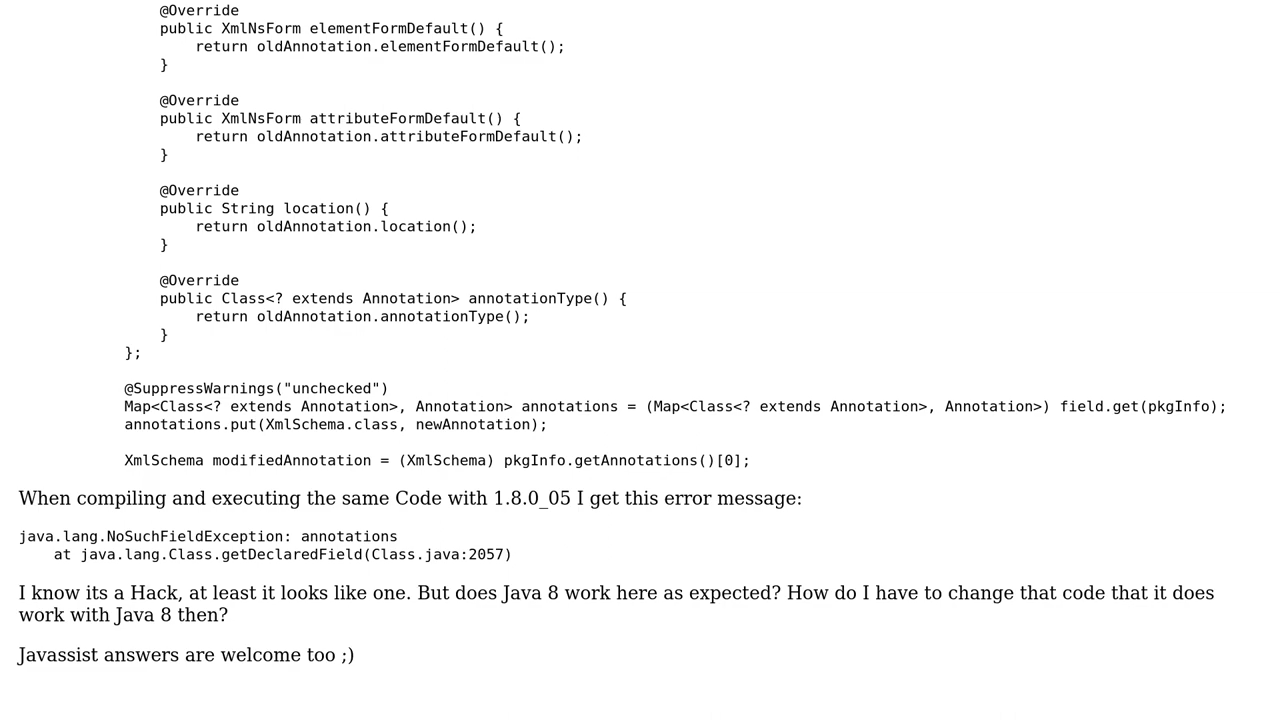 @Override
public XmlNsForm elementFormDefault() {
return oldAnnotation.elementFormDefault();
}
@Override
public XmlNsForm attributeFormDefault() {
return oldAnnotation.attributeFormDefault();
}
@Override
public String location() {
return oldAnnotation.location();
}
@Override
public Class<? extends Annotation> annotationType() {
return oldAnnotation.annotationType();
}
};
@SuppressWarnings("unchecked")
Map<Class<? extends Annotation>, Annotation> annotations = (Map<Class<? extends Annotation>, Annotation>) field.get(pkgInfo);
annotations.put(XmlSchema.class, newAnnotation);
XmlSchema modifiedAnnotation = (XmlSchema) pkgInfo.getAnnotations()[0];
When compiling and executing the same Code with 1.8.0_05 I get this error message:
java.lang.NoSuchFieldException: annotations
at java.lang.Class.getDeclaredField(Class.java:2057)
I know its a Hack, at least it looks like one. But does Java 8 work here as expected? How do I have to change that code that it does
work with Java 8 then?
Javassist answers are welcome too ;)